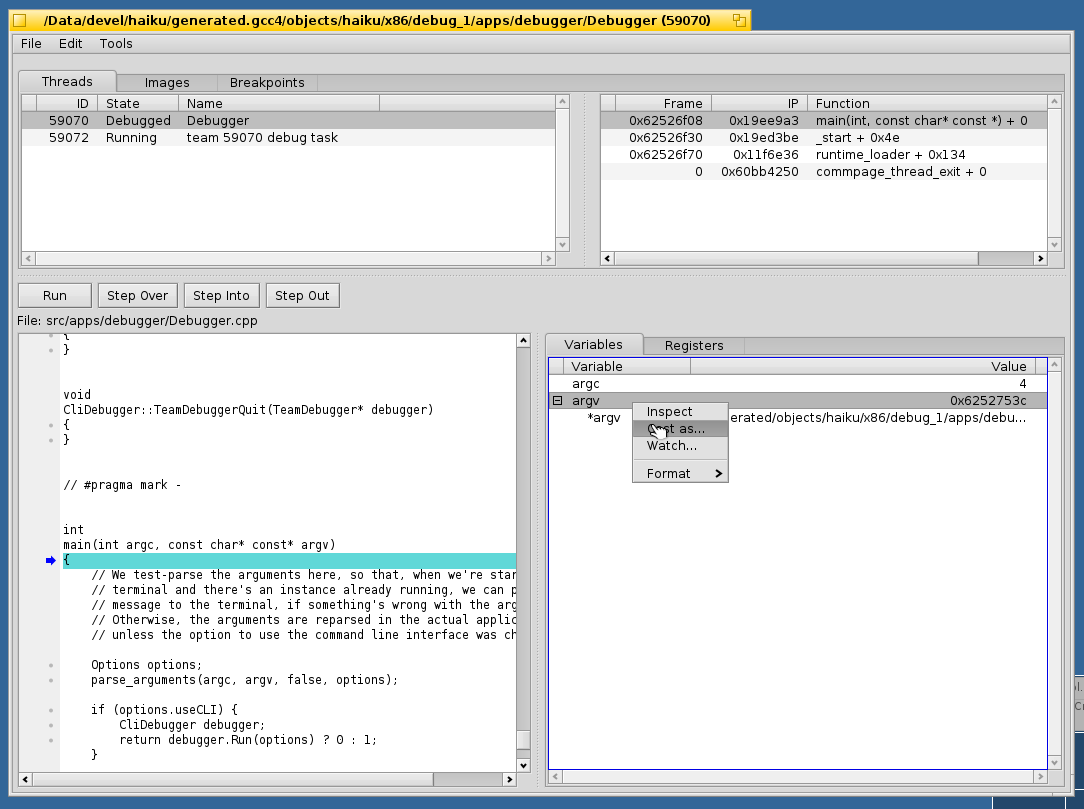 /Data/devel/haiku/generated.gcc4/objects/haiku/x86/debug_1/apps/debugger/Debugger (59070)
File Edit Tools
Threads Images Breakpoints
ID State Name
59070 Debugged Debugger
59072 Running team 59070 debug task
Frame IP Function
0x62526f08 0x19ee9a3 main(int, const char* const *) + 0
0x62526f30 0x19ed3be _start + 0x4e
0x62526f70 0x11f6e36 runtime_loader + 0x134
0 0x60bb4250 commpage_thread_exit + 0
Run Step Over Step Into Step Out
File: src/apps/debugger/Debugger.cpp
{
}
void
CliDebugger::TeamDebuggerQuit(TeamDebugger* debugger)
{
}
// #pragma mark -
int
main(int argc, const char* const* argv)
{
// We test-parse the arguments here, so that, when we're star
// terminal and there's an instance already running, we can p
// message to the terminal, if something's wrong with the arg
// Otherwise, the arguments are reparsed in the actual applic
// unless the option to use the command line interface was ch
Options options;
parse_arguments(argc, argv, false, options);
if (options.useCLI) {
CliDebugger debugger;
return debugger.Run(options) ? 0 : 1;
}
Variables Registers
Variable Value
argc 4
argv 0x6252753c
*argv erated/objects/haiku/x86/debug_1/apps/debu...
Inspect
Cast as...
Watch...
Format